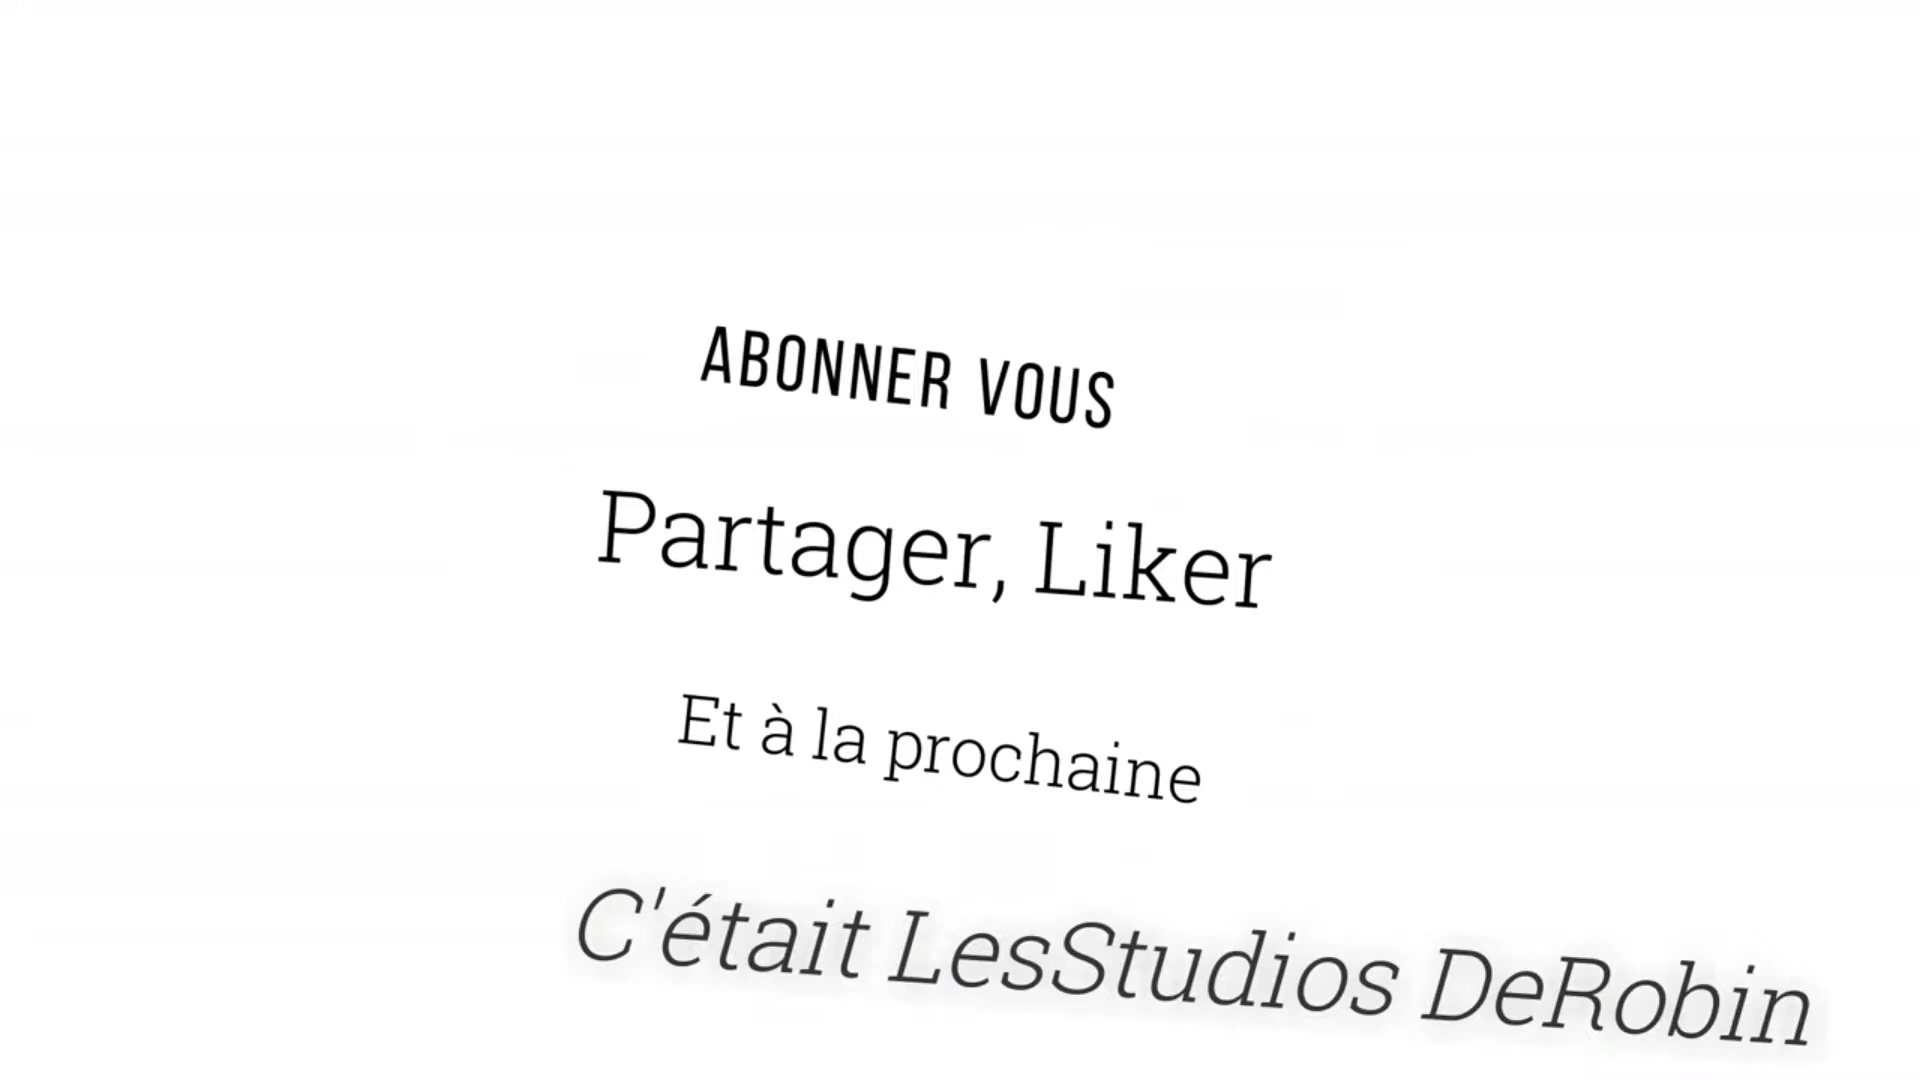 ABONNER VOUS
Partager, Liker
Et à la prochaine
C'était LesStudios DeRobin